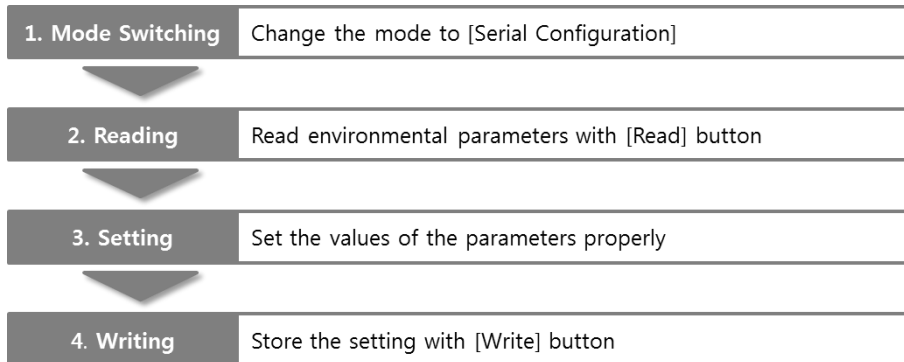 1. Mode Switching Change the mode to [Serial Configuration]
2. Reading Read environmental parameters with [Read] button
3. Setting Set the values of the parameters properly
4. Writing Store the setting with [Write] button